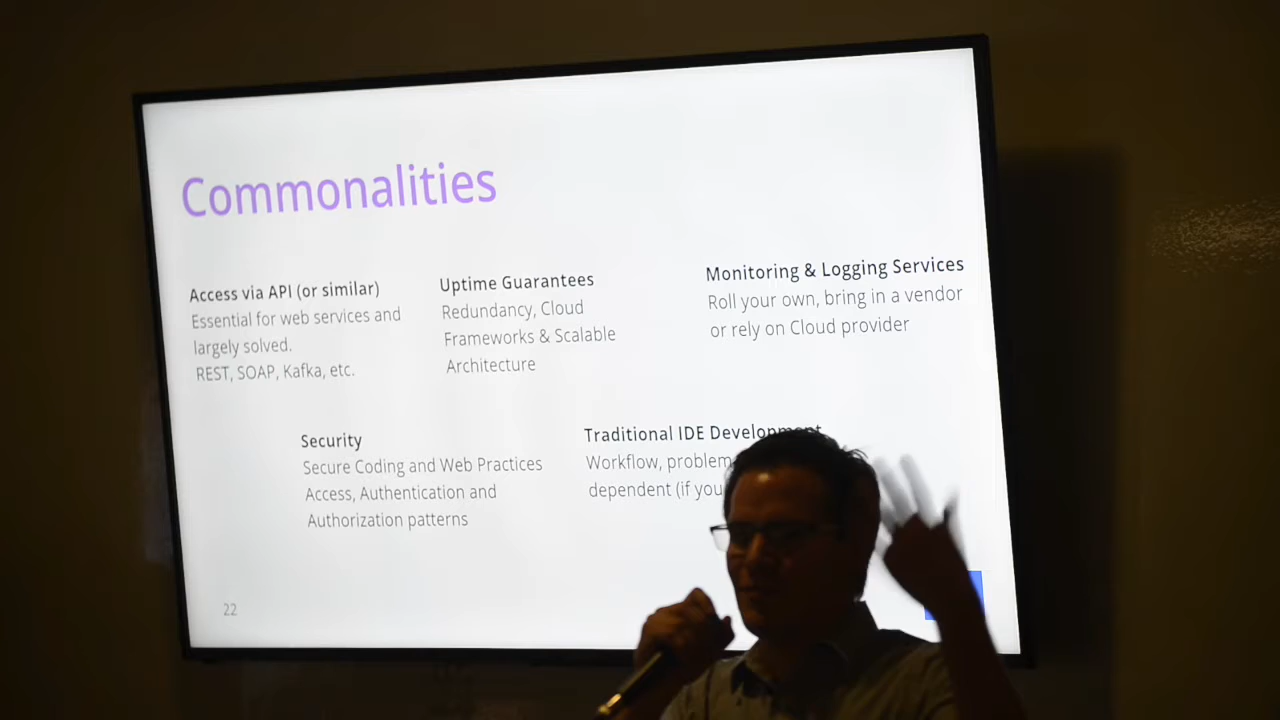 Commonalities
Access via API (or similar)
Essential for web services and
largely solved.
REST, SOAP, Kafka, etc.
Uptime Guarantees
Redundancy, Cloud
Frameworks & Scalable
Architecture
Monitoring & Logging Services
Roll your own, bring in a vendor
or rely on Cloud provider
Security
Secure Coding and Web Practices
Access, Authentication and
Authorization patterns
Traditional IDE Development
Workflow, problem
dependent (if you
22